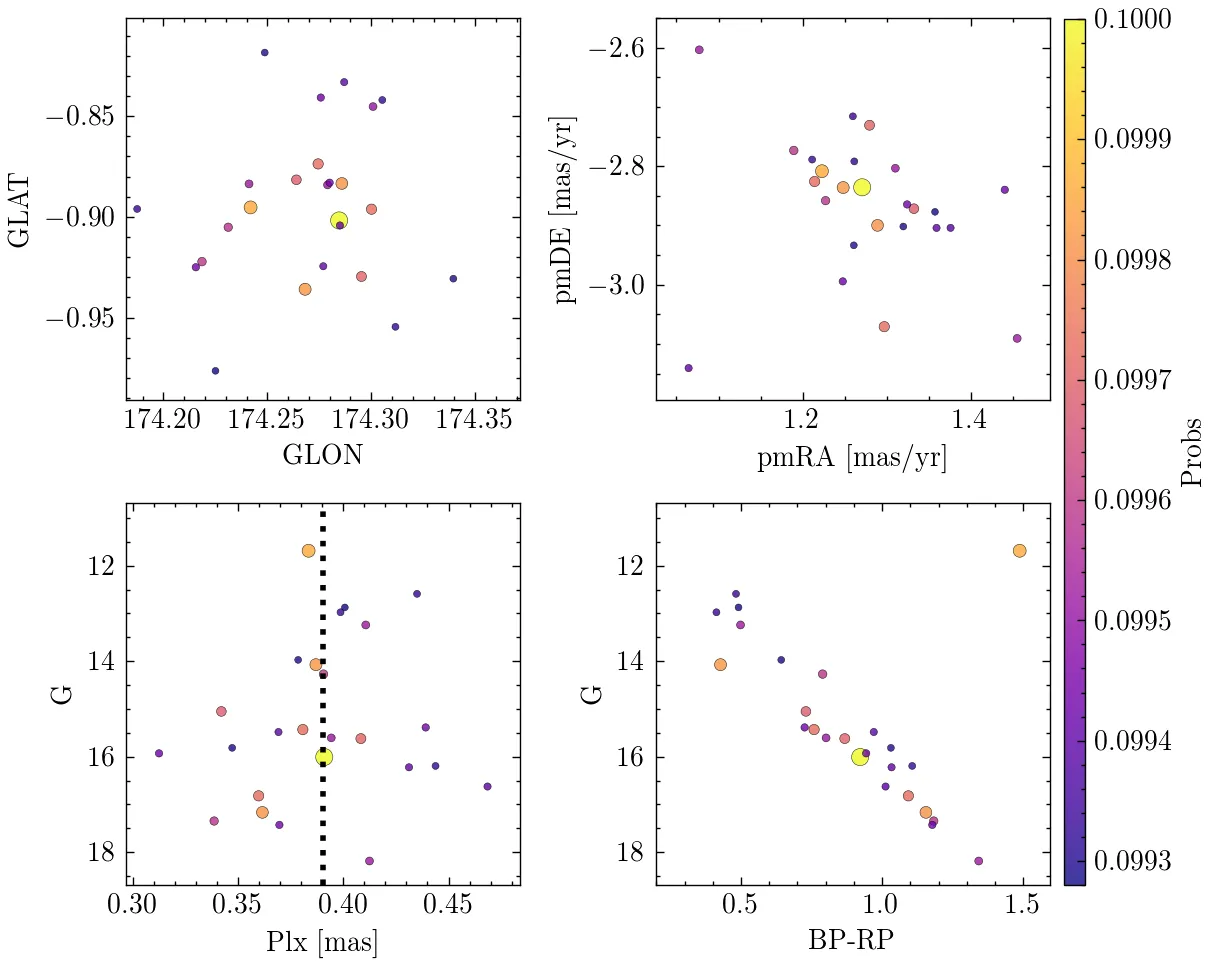 GLAT
−0.85
−0.90
−0.95
174.20 174.25 174.30 174.35
GLON
pmDE [mas/yr]
−2.6
−2.8
−3.0
1.2 1.4
pmRA [mas/yr]
G
12
14
16
18
0.30 0.35 0.40 0.45
Plx [mas]
G
12
14
16
18
0.5 1.0 1.5
BP-RP
0.1000
0.0999
0.0998
0.0997
0.0996
0.0995
0.0994
0.0993
Probs